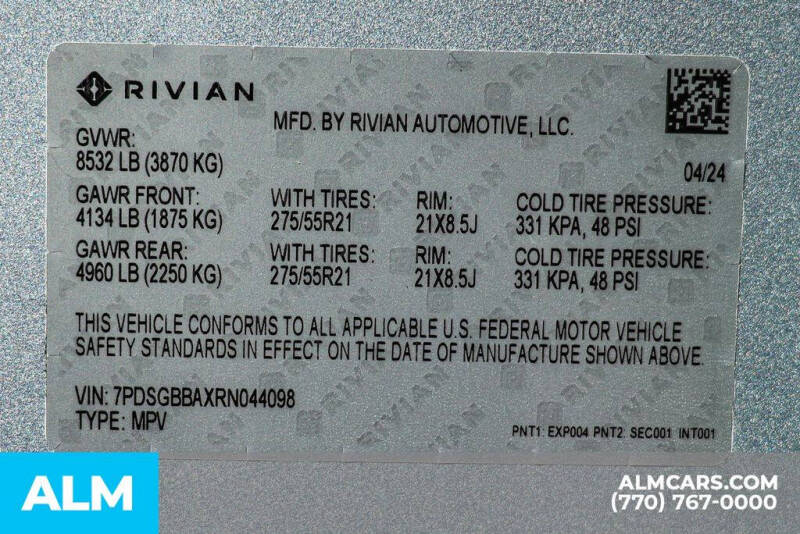 RIVIAN
MFD. BY RIVIAN AUTOMOTIVE, LLC.
GVWR:
8532 LB (3870 KG)
04/24
GAWR FRONT: WITH TIRES: RIM: COLD TIRE PRESSURE:
4134 LB (1875 KG) 275/55R21 21X8.5J 331 KPA, 48 PSI
GAWR REAR: WITH TIRES: RIM: COLD TIRE PRESSURE:
4960 LB (2250 KG) 275/55R21 21X8.5J 331 KPA, 48 PSI
THIS VEHICLE CONFORMS TO ALL APPLICABLE U.S. FEDERAL MOTOR VEHICLE
SAFETY STANDARDS IN EFFECT ON THE DATE OF MANUFACTURE SHOWN ABOVE.
VIN: 7PDSGBBAXRN044098
TYPE: MPV
PNT1: EXP004 PNT2: SEC001 INT001
ALM
ALMCARS.COM
(770) 767-0000